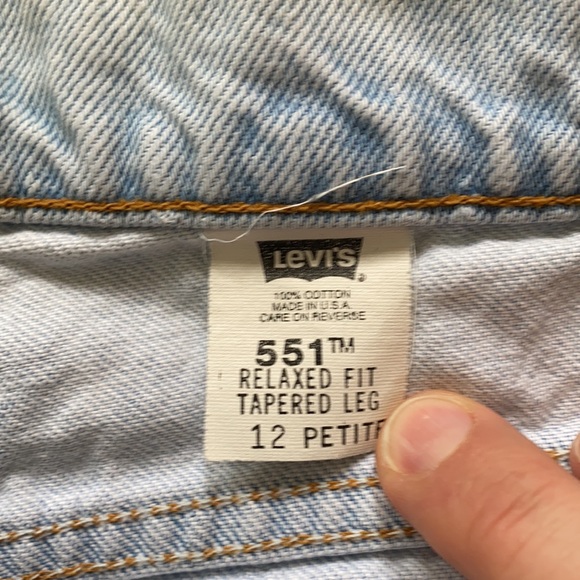 Levi's
100% COTTON
MADE IN U.S.A.
CARE ON REVERSE
551™
RELAXED FIT
TAPERED LEG
12 PETITE